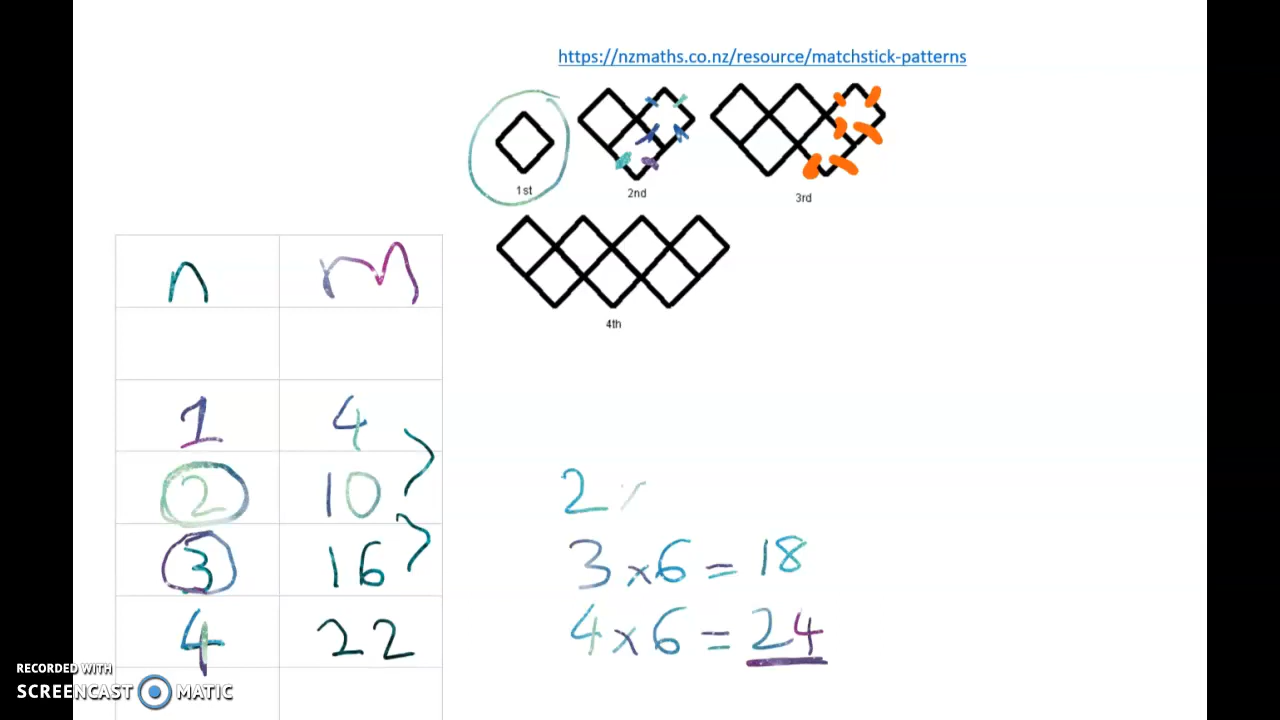 https://nzmaths.co.nz/resource/matchstick-patterns
1st
2nd
3rd
4th
n m
1 4
2 10
3 16
4 22
2 ×
3 × 6 = 18
4 × 6 = 24
RECORDED WITH
SCREENCAST MATIC